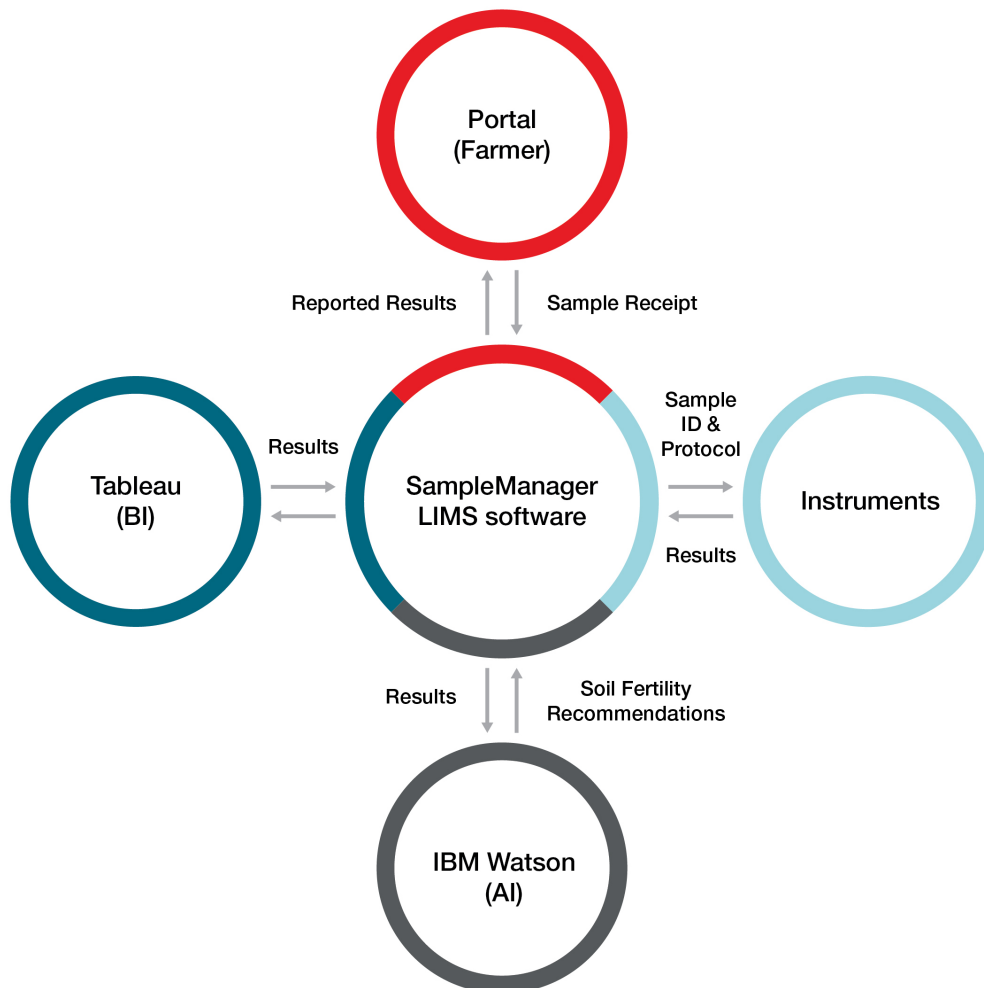 Portal
(Farmer)
Reported Results
Sample Receipt
Sample
ID &
Protocol
Results
Tableau
(BI)
SampleManager
LIMS software
Instruments
Results
Results
Soil Fertility
Recommendations
IBM Watson
(AI)